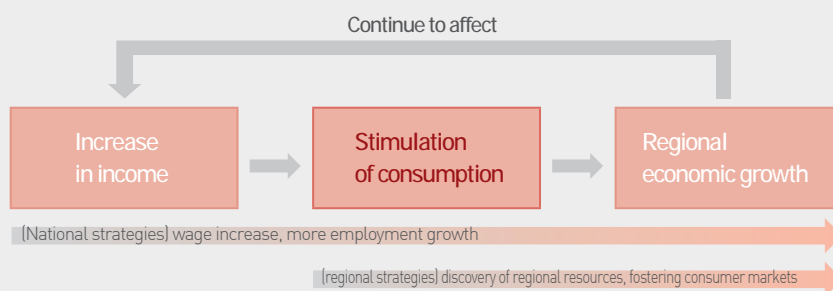 Continue to affect
Increase
in income
Stimulation
of consumption
Regional
economic growth
(National strategies) wage increase, more employment growth
(regional strategies) discovery of regional resources, fostering consumer markets